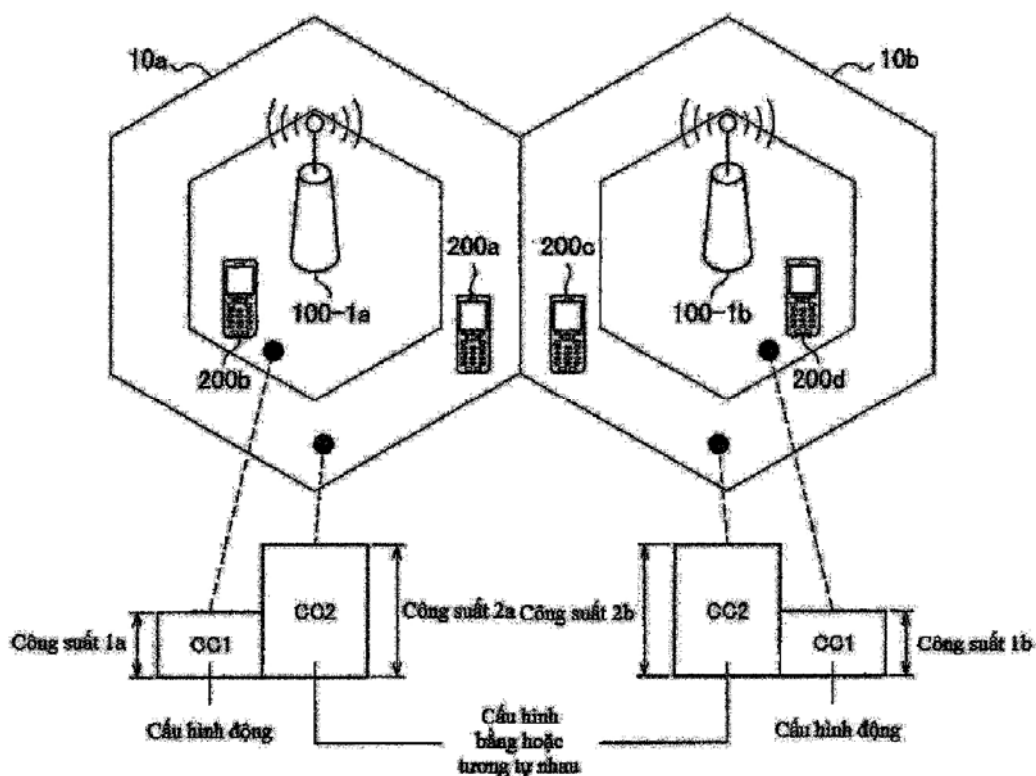 10a
10b
200a
200c
100-1a
100-1b
200b
200d
CC2
Công suất 2a
Công suất 2b
CC2
Công suất 1a
CC1
CC1
Công suất 1b
Cấu hình động
Cấu hình
bằng hoặc
tương tự nhau
Cấu hình động